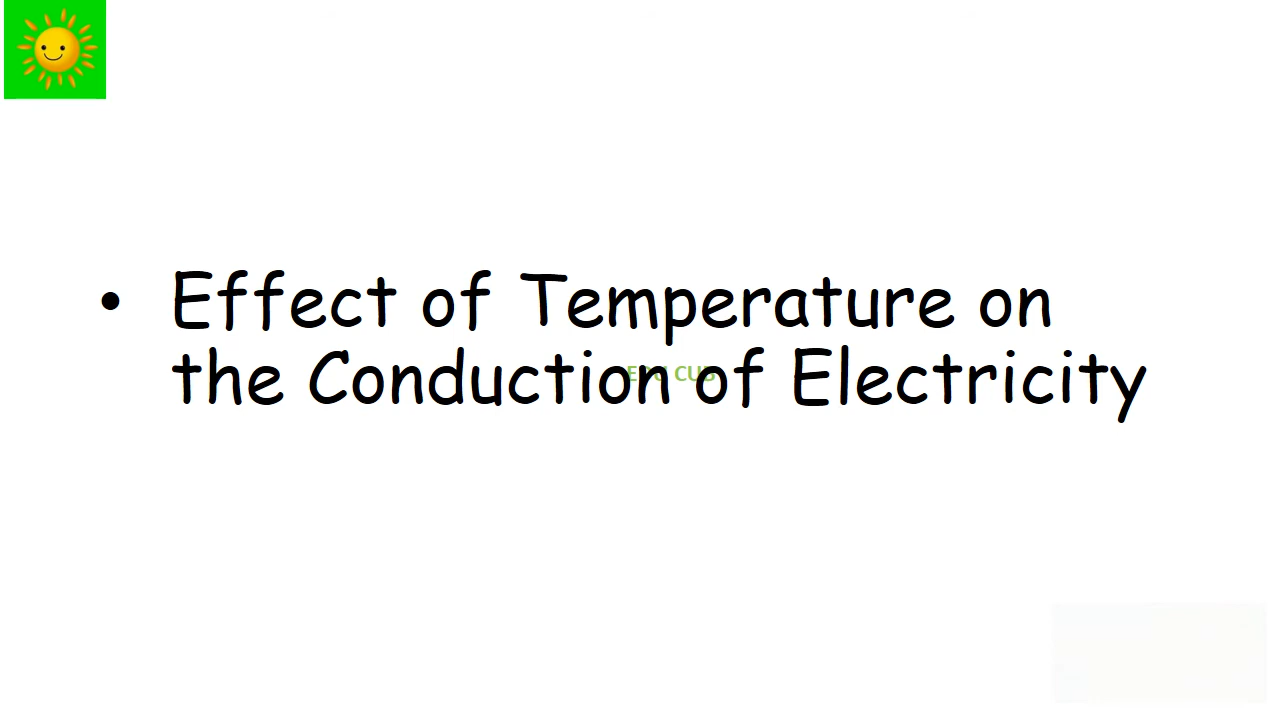 • Effect of Temperature on
the Conduction of Electricity